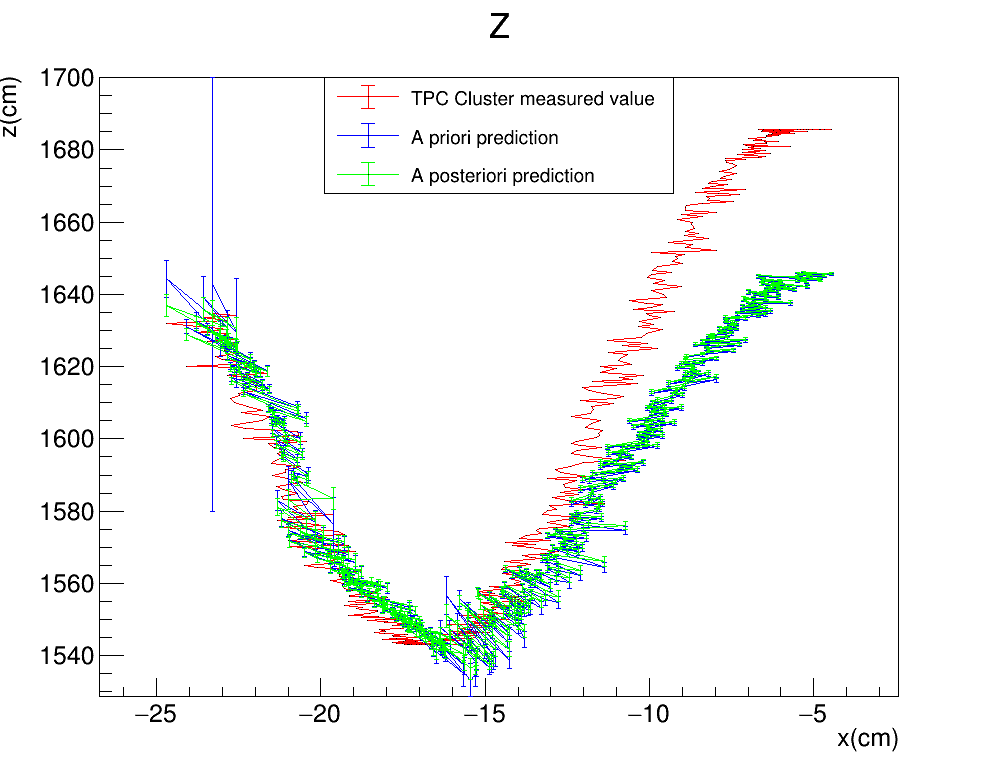 Z
z(cm)
1700
1680
1660
1640
1620
1600
1580
1560
1540
TPC Cluster measured value
A priori prediction
A posteriori prediction
−25
−20
−15
−10
−5
x(cm)